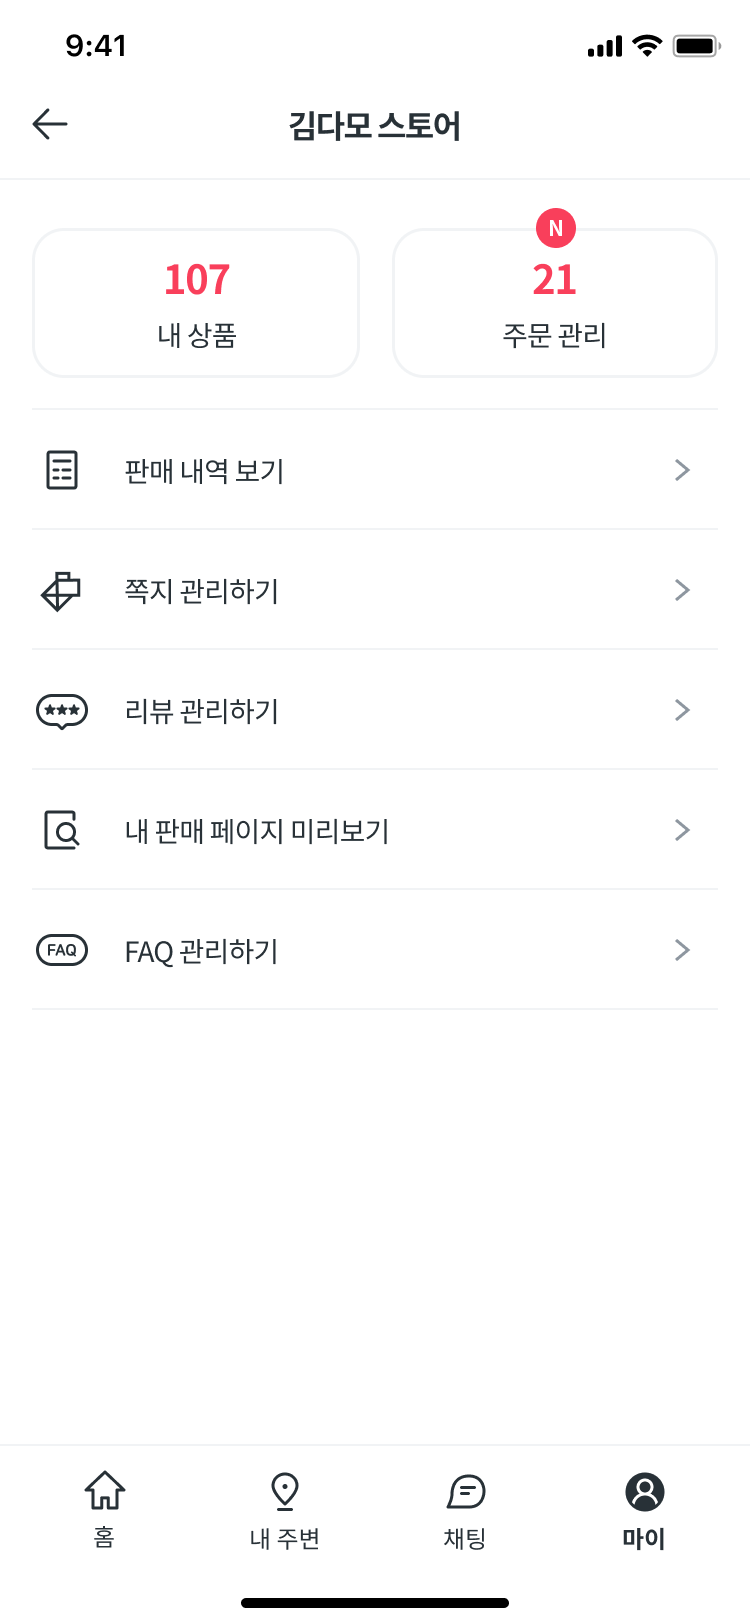 9:41
김다모 스토어
N
107
내 상품
21
주문 관리
판매 내역 보기
쪽지 관리하기
리뷰 관리하기
내 판매 페이지 미리보기
FAQ
FAQ 관리하기
홈
내 주변
채팅
마이